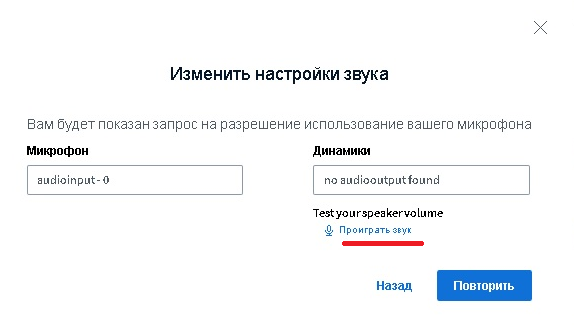 Изменить настройки звука
Вам будет показан запрос на разрешение использование вашего микрофона
Микрофон
Динамики
audioinput - 0
no audiooutput found
Test your speaker volume
Проиграть звук
Назад
Повторить